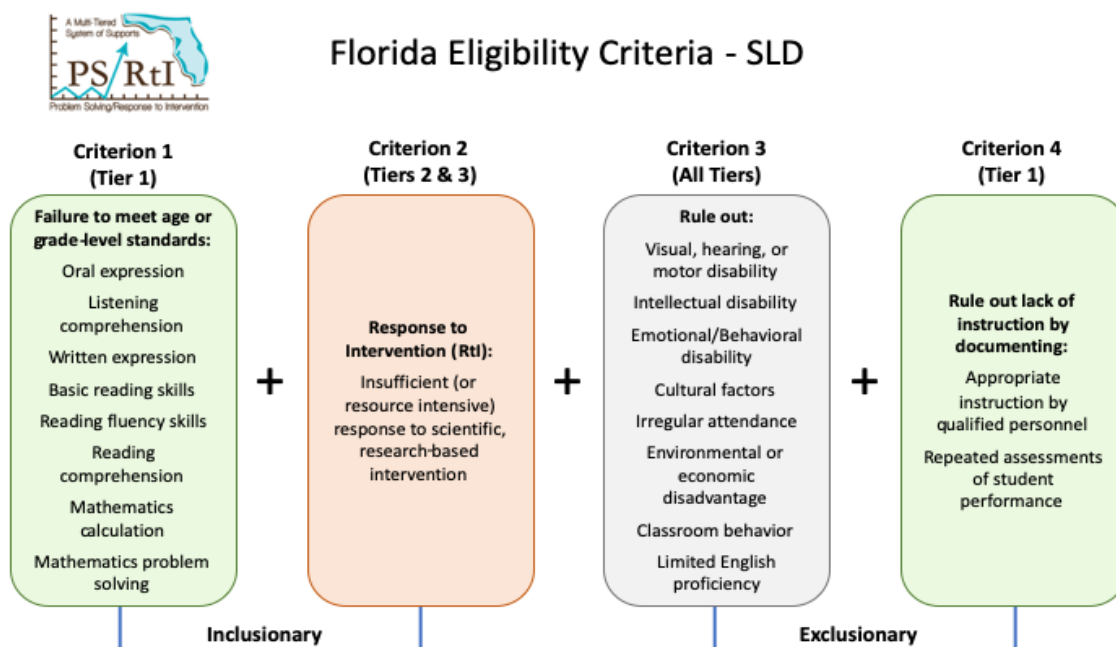 A Multi-Tiered
System of Supports
PS/RtI
Problem Solving/Response to Intervention
Florida Eligibility Criteria - SLD
Criterion 1
(Tier 1)
Failure to meet age or
grade-level standards:
Oral expression
Listening
comprehension
Written expression
Basic reading skills
Reading fluency skills
Reading
comprehension
Mathematics
calculation
Mathematics problem
solving
+
Criterion 2
(Tiers 2 & 3)
Response to
Intervention (RtI):
Insufficient (or
resource intensive)
response to scientific,
research-based
intervention
+
Criterion 3
(All Tiers)
Rule out:
Visual, hearing, or
motor disability
Intellectual disability
Emotional/Behavioral
disability
Cultural factors
Irregular attendance
Environmental or
economic
disadvantage
Classroom behavior
Limited English
proficiency
+
Criterion 4
(Tier 1)
Rule out lack of
instruction by
documenting:
Appropriate
instruction by
qualified personnel
Repeated assessments
of student
performance
Inclusionary
Exclusionary